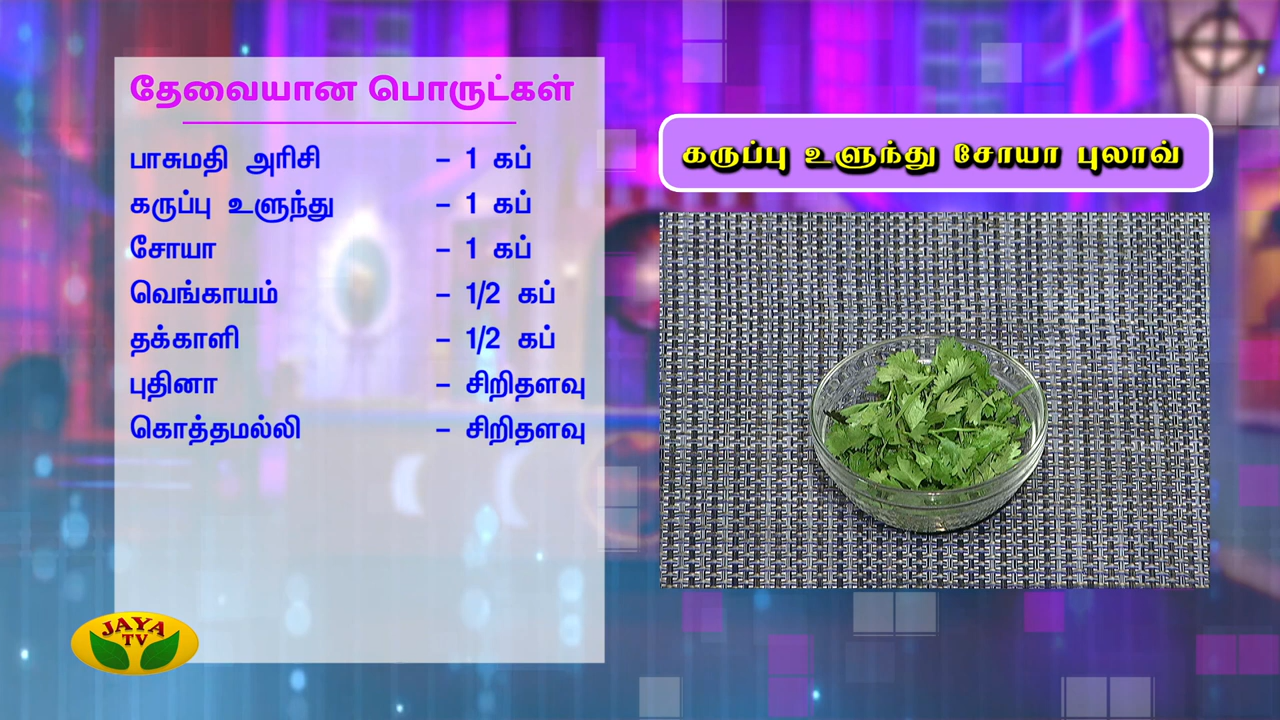 தேவையான பொருட்கள்
பாசுமதி அரிசி - 1 கப்
கருப்பு உளுந்து - 1 கப்
சோயா - 1 கப்
வெங்காயம் - 1/2 கப்
தக்காளி - 1/2 கப்
புதினா - சிறிதளவு
கொத்தமல்லி - சிறிதளவு
கருப்பு உளுந்து சோயா புலாவ்
JAYA
TV